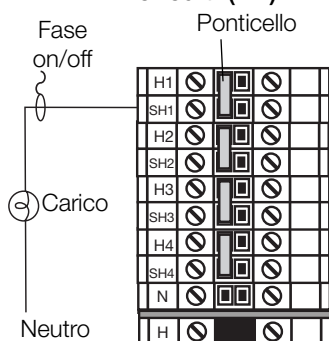 Ponticello
Fase
on/off
H1
SH1
H2
SH2
H3
SH3
H4
SH4
N
H
Carico
Neutro